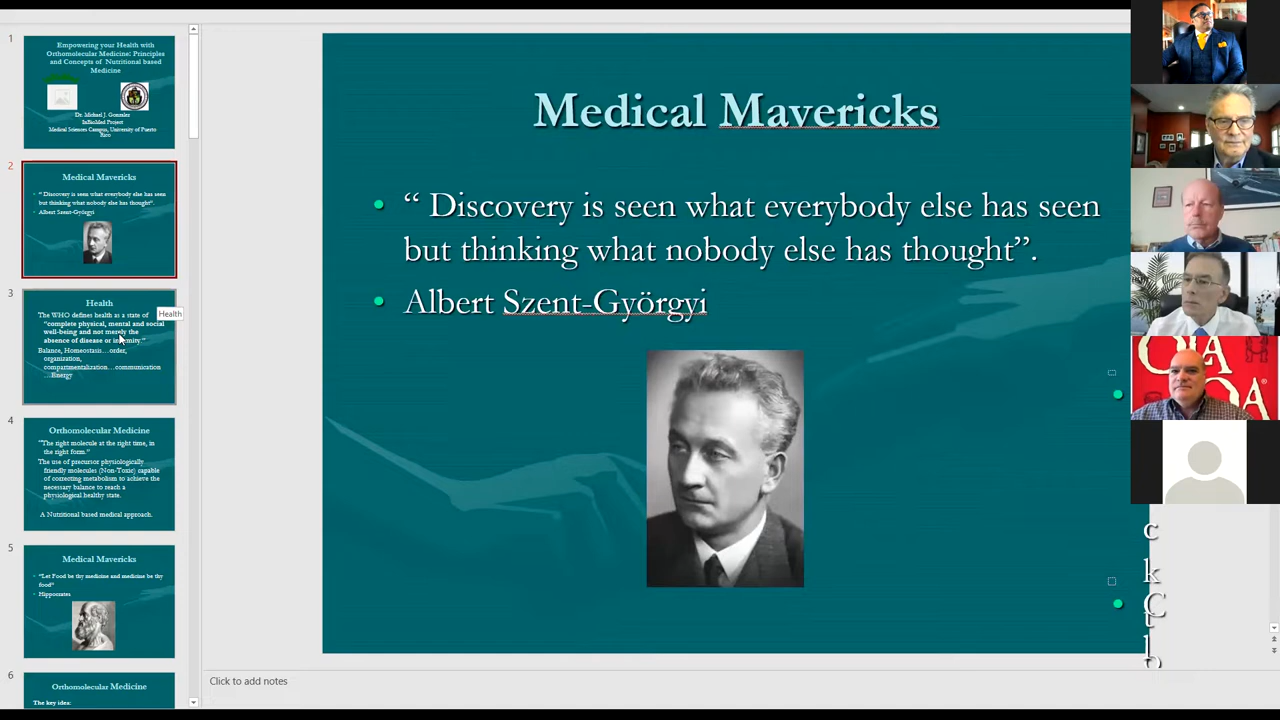 1
Empowering your Health with
Orthomolecular Medicine: Principles
and Concepts of Nutritional based
Medicine
Dr. Michael J. Gonzalez
InBioMed Project
Medical Sciences Campus, University of Puerto
Rico
2
Medical Mavericks
• " Discovery is seen what everybody else has seen
but thinking what nobody else has thought".
• Albert Szent-Györgyi
3
Health
The WHO defines health as a state of
"complete physical, mental and social
well-being and not merely the
absence of disease or infirmity."
Balance, Homeostasis…order,
organization,
compartmentalization…communication
…Energy
Health
4
Orthomolecular Medicine
"The right molecule at the right time, in
the right form."
The use of precursor physiologically
friendly molecules (Non-Toxic) capable
of correcting metabolism to achieve the
necessary balance to reach a
physiological healthy state.
A Nutritional based medical approach.
5
Medical Mavericks
• "Let Food be thy medicine and medicine be thy
food"
Hippocrates
6
Orthomolecular Medicine
The key idea:
Medical Mavericks
• “ Discovery is seen what everybody else has seen
but thinking what nobody else has thought”.
• Albert Szent-Györgyi
Click to add notes
c
k
C
t
h